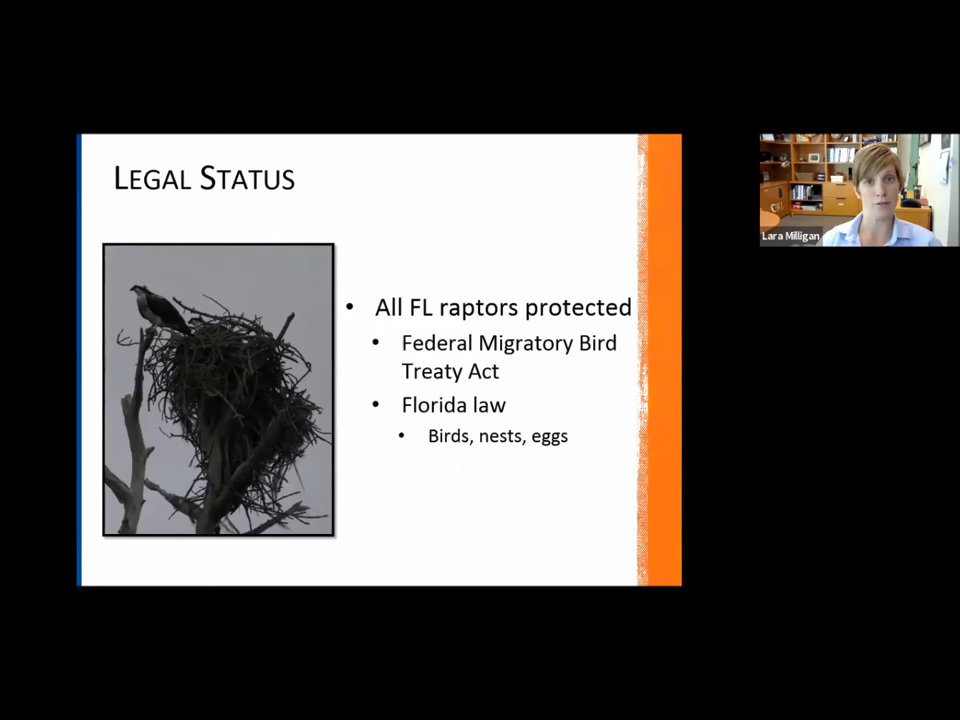 LEGAL STATUS
• All FL raptors protected
• Federal Migratory Bird
Treaty Act
• Florida law
• Birds, nests, eggs
Lara Milligan